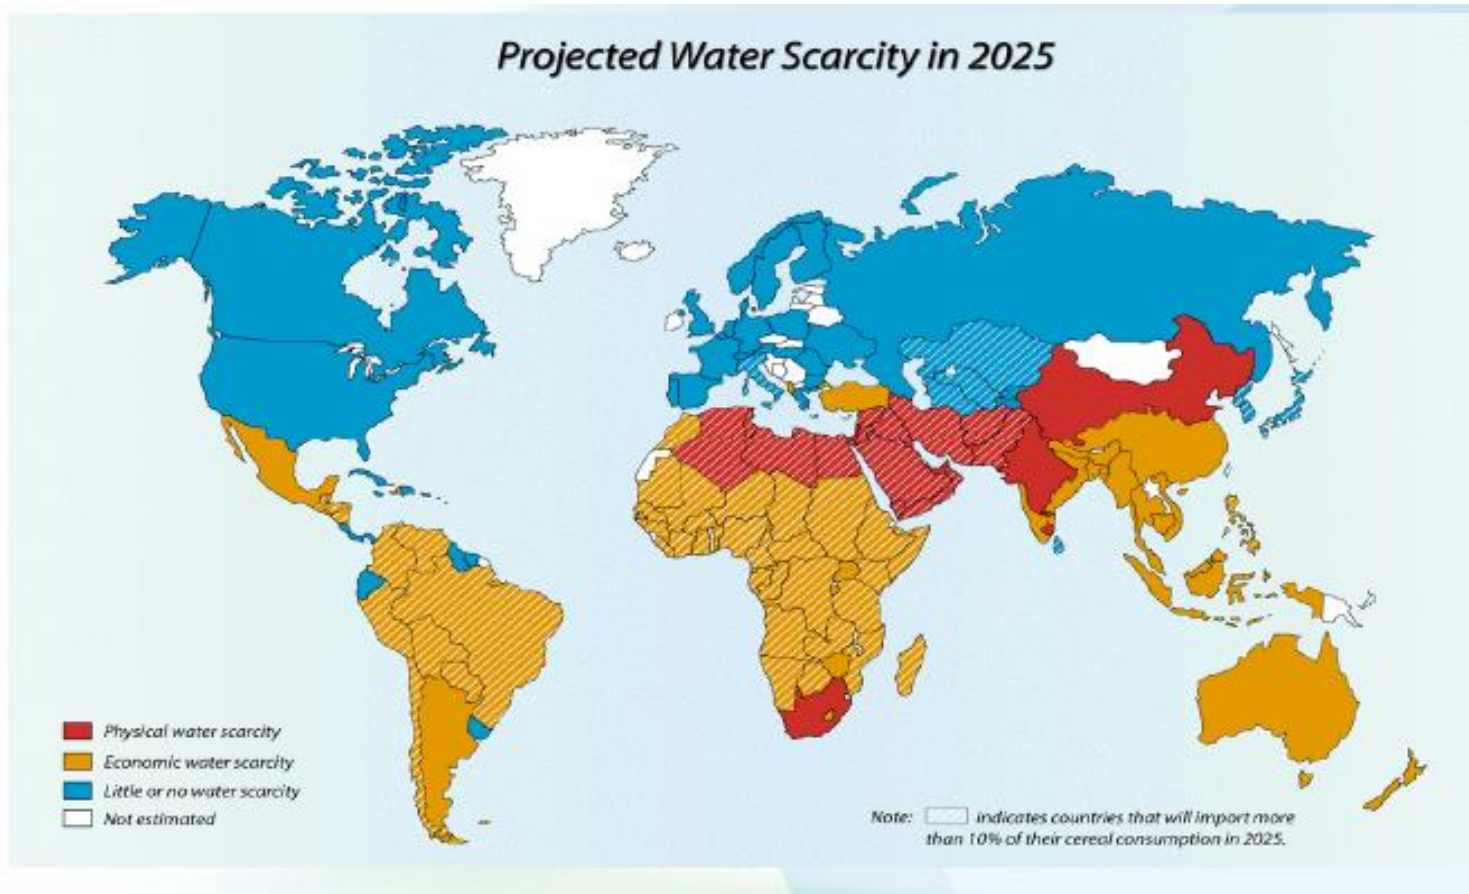 Projected Water Scarcity in 2025
Physical water scarcity
Economic water scarcity
Little or no water scarcity
Not estimated
Note: indicates countries that will import more
than 10% of their cereal consumption in 2025.